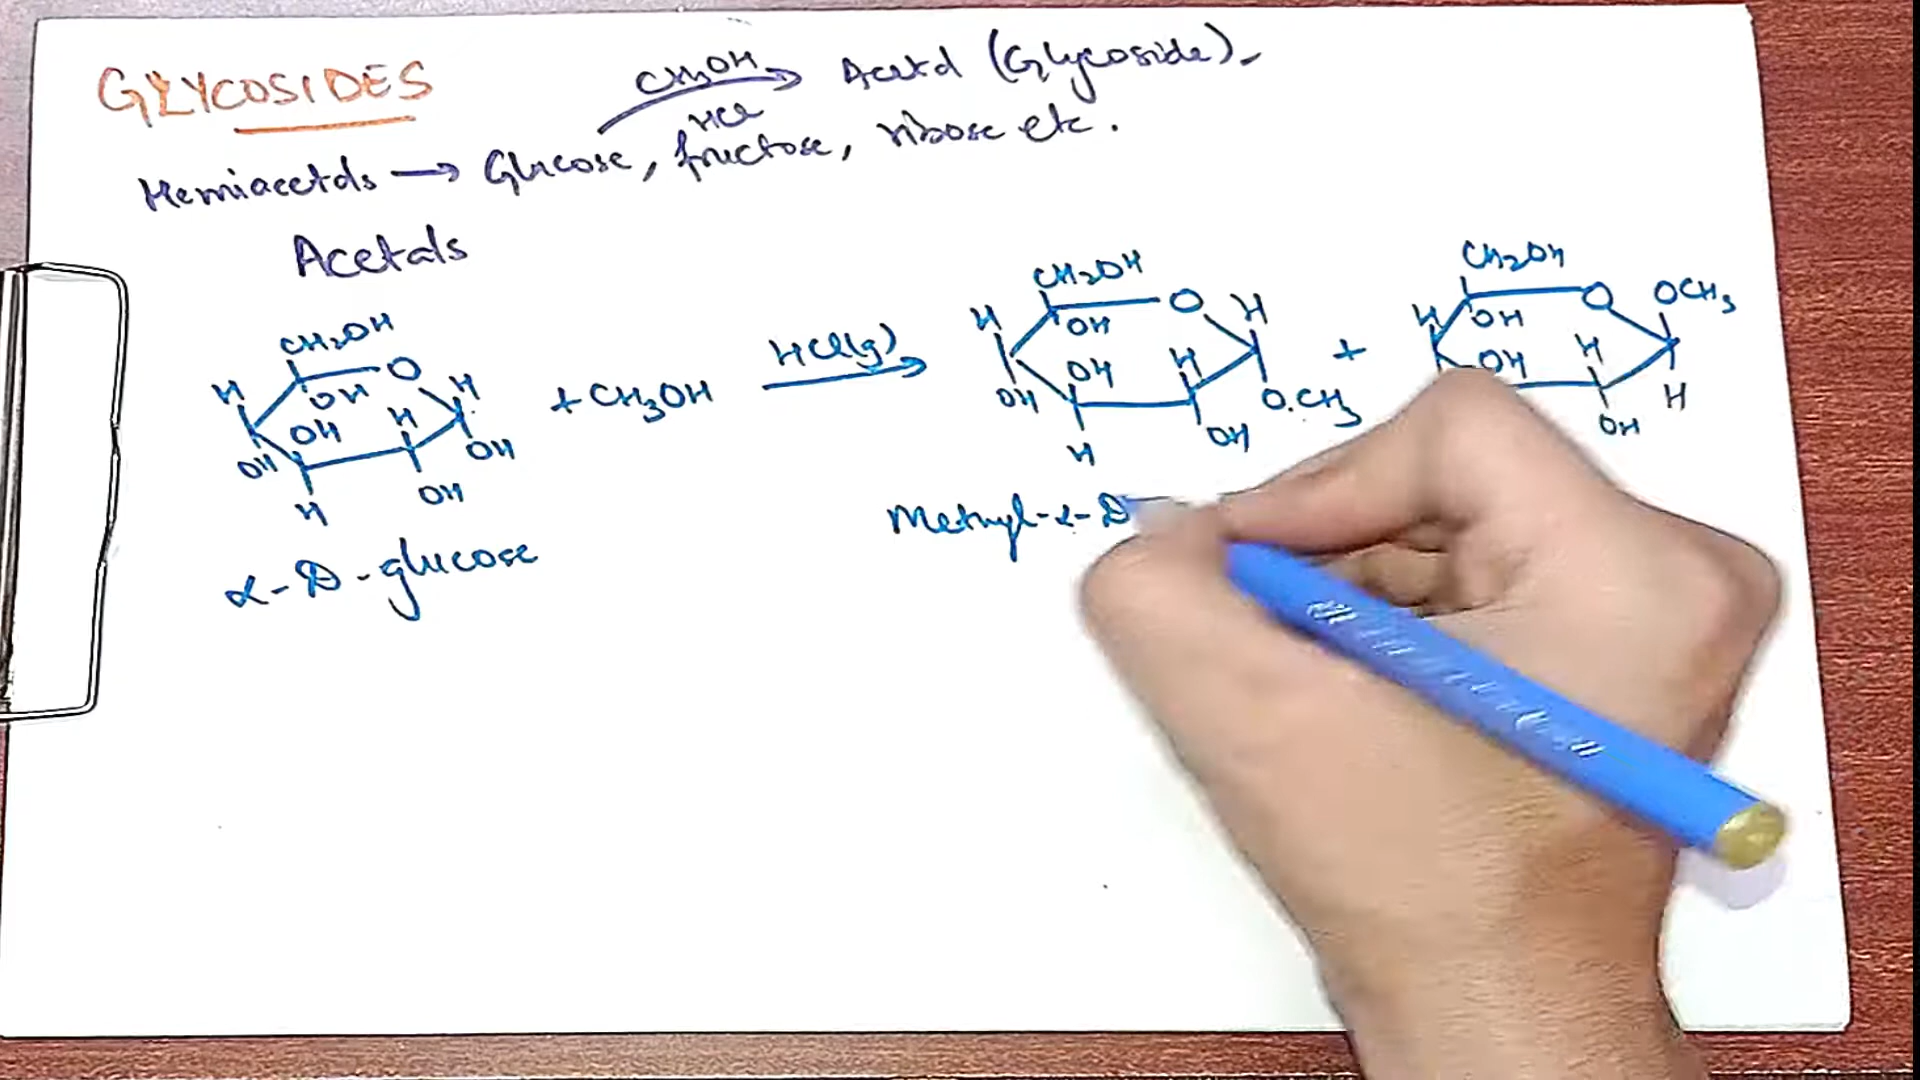 GLYCOSIDES
CH3OH
HCl
Acetal (Glycoside).
Hemiacetals → Glucose, fructose, ribose etc.
Acetals
CH2OH
O
H
OH
H
H
OH
OH
OH
H
OH
+ CH3OH
HCl(g)
CH2OH
O
H
OH
H
H
OH
OH
O.CH3
OH
H
+
CH2OH
O
OCH3
H
OH
H
OH
H
OH
Methyl-α-D
α-D-glucose